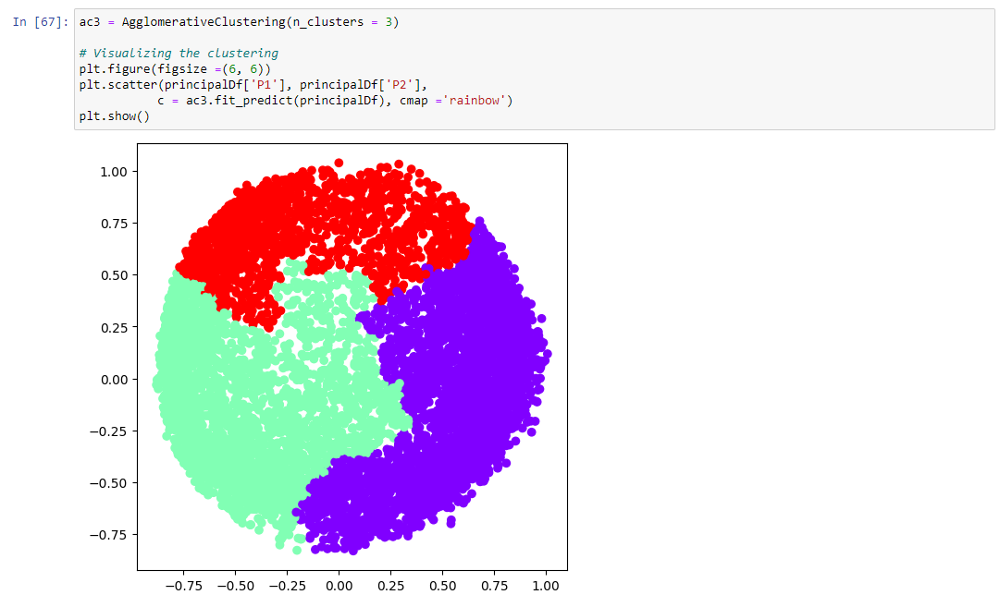 In [67]: ac3 = AgglomerativeClustering(n_clusters = 3)
# Visualizing the clustering
plt.figure(figsize =(6, 6))
plt.scatter(principalDf['P1'], principalDf['P2'],
c = ac3.fit_predict(principalDf), cmap ='rainbow')
plt.show()
1.00
0.75
0.50
0.25
0.00
−0.25
−0.50
−0.75
−0.75 −0.50 −0.25 0.00 0.25 0.50 0.75 1.00